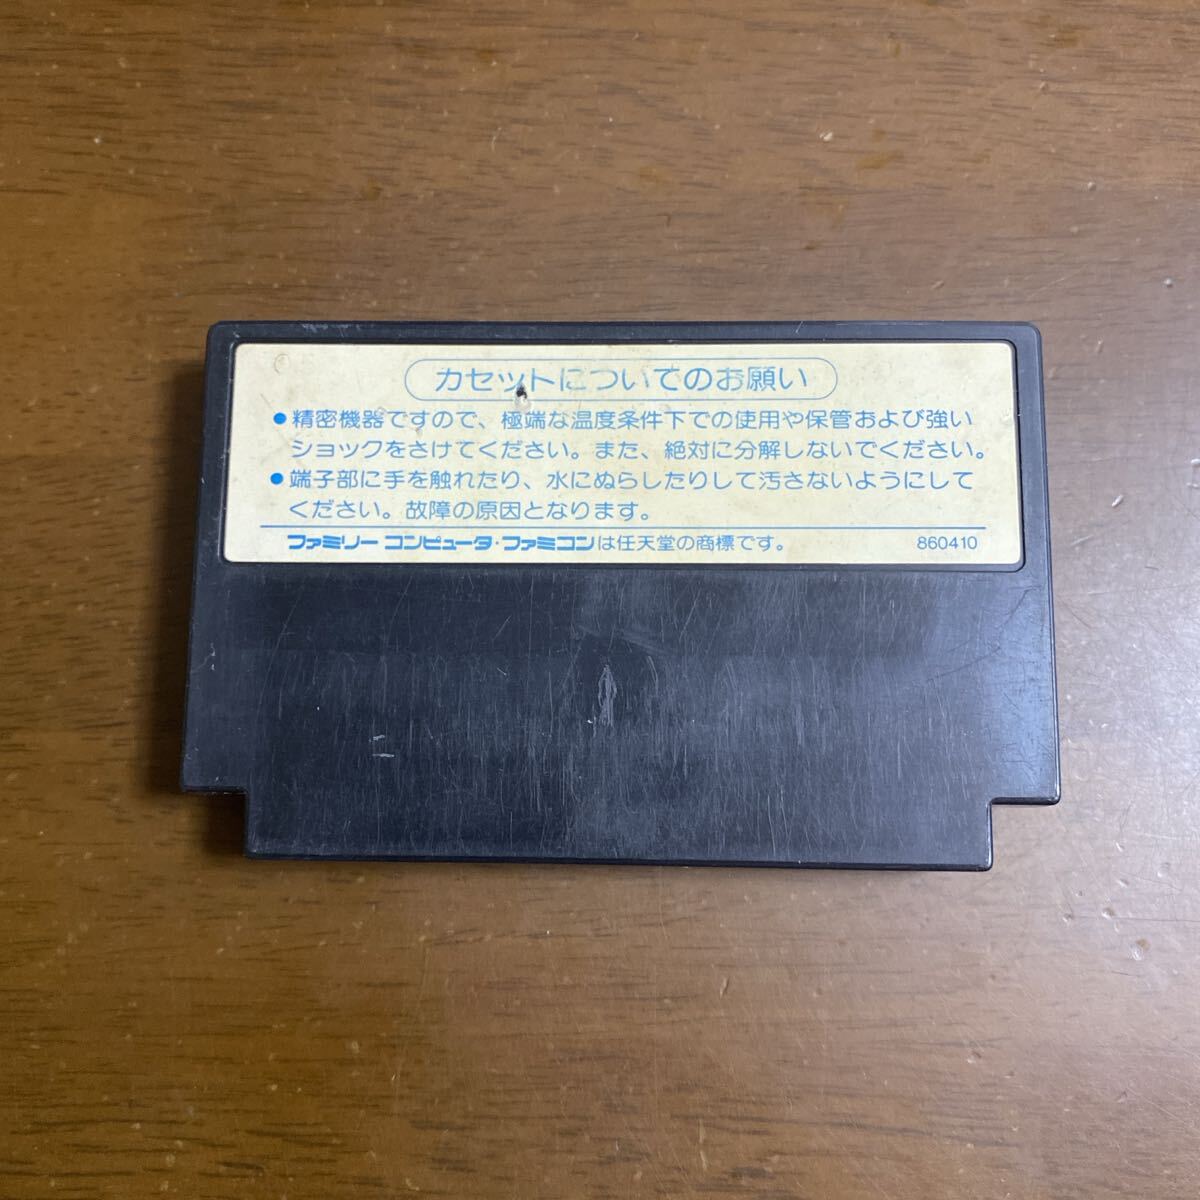 カセットについてのお願い
●精密機器ですので、極端な温度条件下での使用や保管および強い
ショックをさけてください。また、絶対に分解しないでください。
●端子部に手を触れたり、水にぬらしたりして汚さないようにして
ください。故障の原因となります。
ファミリー コンピュータ・ファミコンは任天堂の商標です。 860410